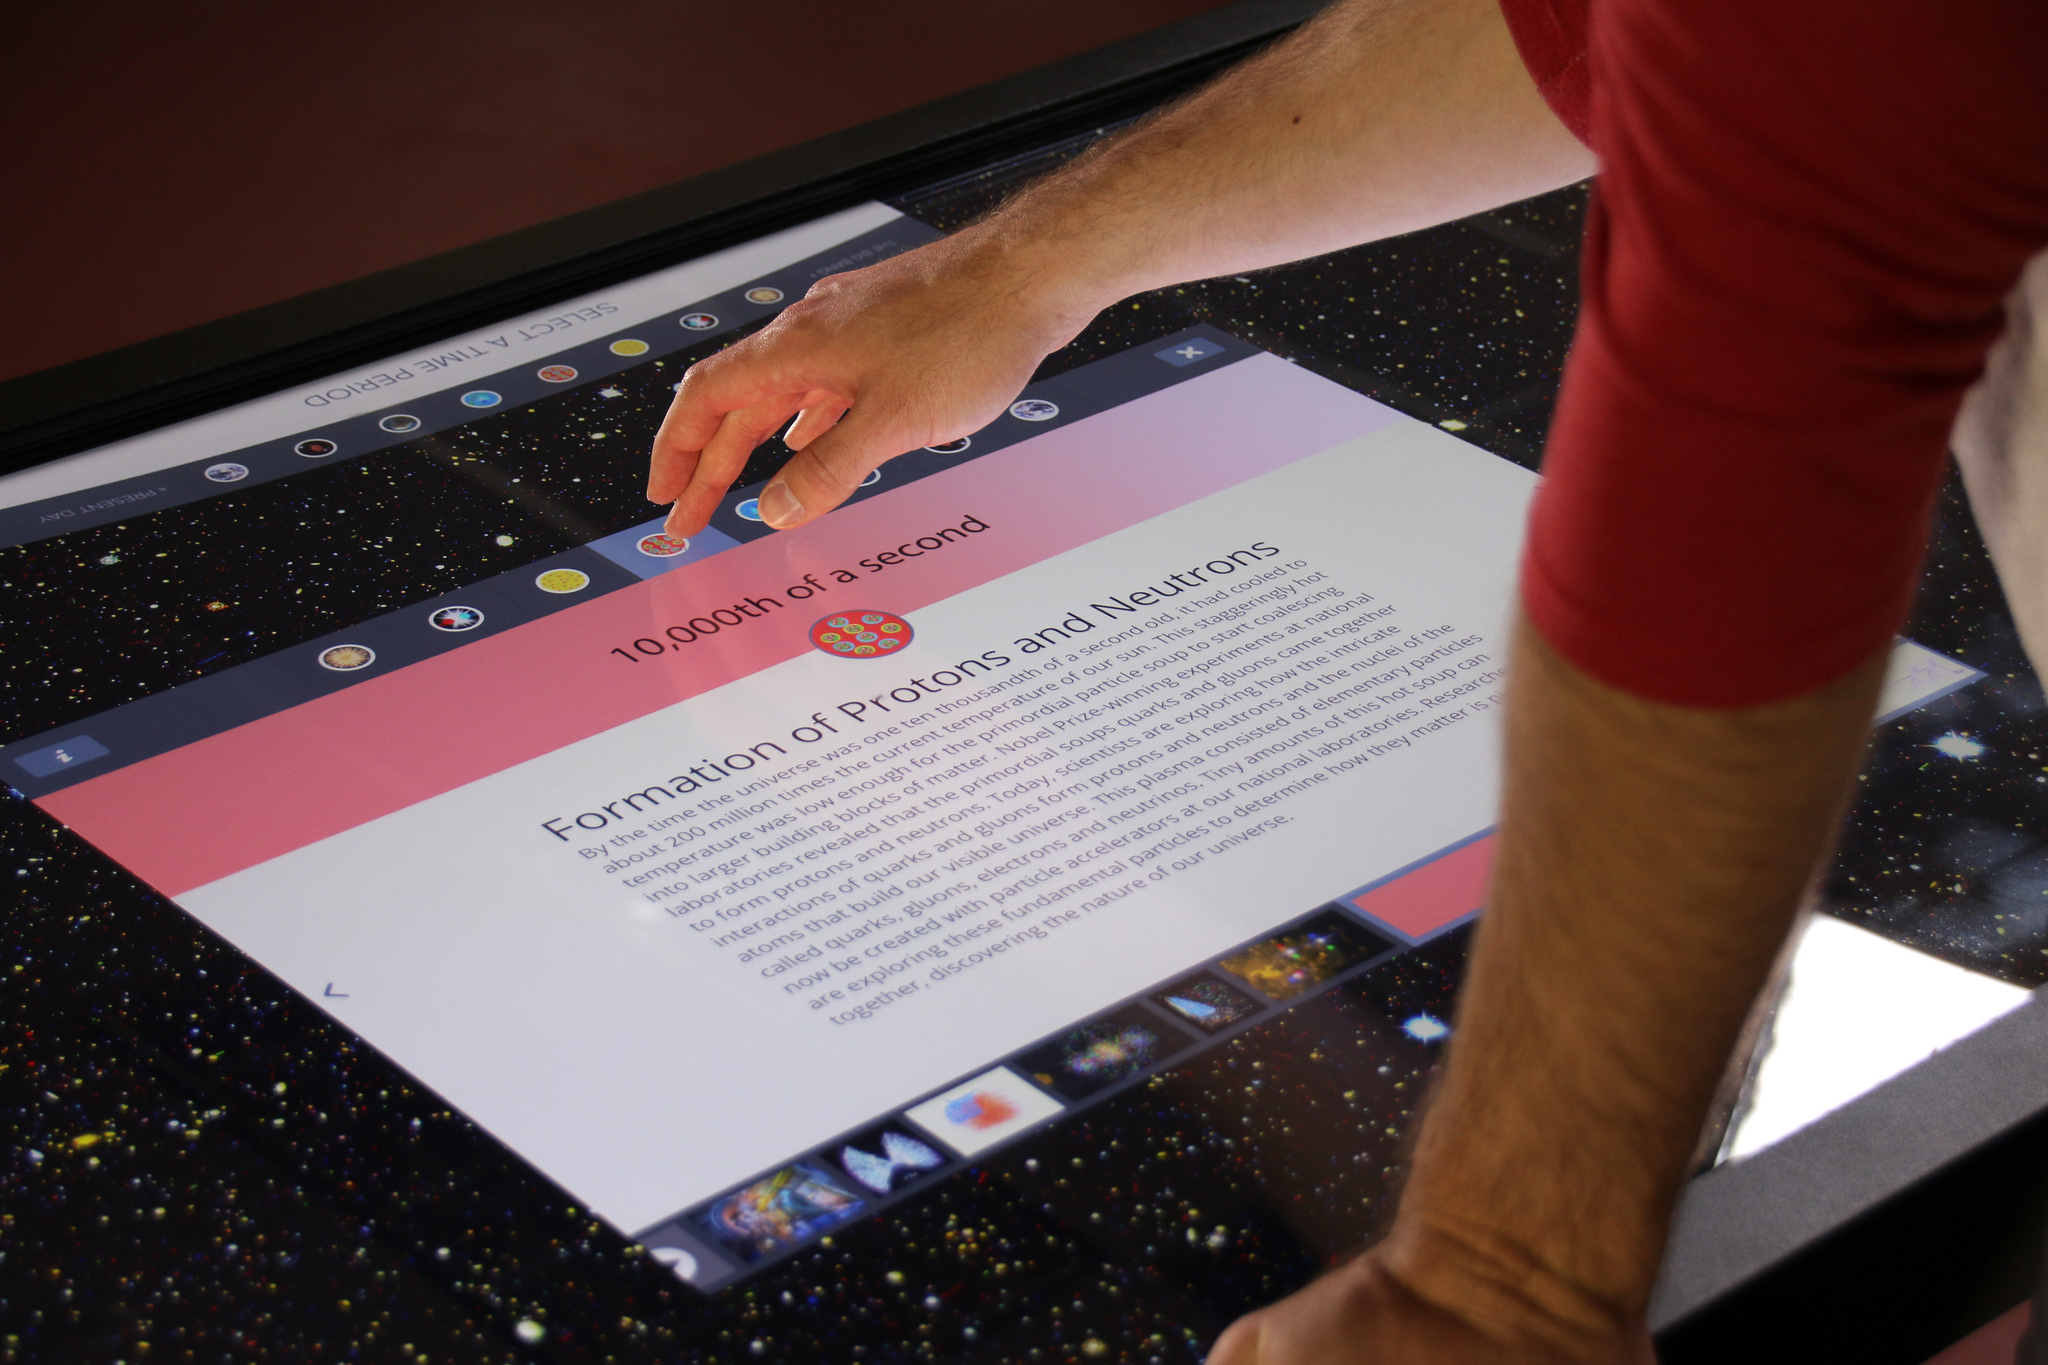 THE BIG BANG
SELECT A TIME PERIOD
PRESENT DAY
10,000th of a second
Formation of Protons and Neutrons
By the time the universe was one ten thousandth of a second old, it had cooled to
about 200 million times the current temperature of our sun. This staggeringly hot
temperature was low enough for the primordial particle soup to start coalescing
into larger building blocks of matter. Nobel Prize-winning experiments at national
laboratories revealed that the primordial soups quarks and gluons came together
to form protons and neutrons. Today, scientists are exploring how the intricate
interactions of quarks and gluons form protons and neutrons and the nuclei of the
atoms that build our visible universe. This plasma consisted of elementary particles
called quarks, gluons, electrons and neutrinos. Tiny amounts of this hot soup can
now be created with particle accelerators at our national laboratories. Researche
are exploring these fundamental particles to determine how they matter is
together, discovering the nature of our universe.